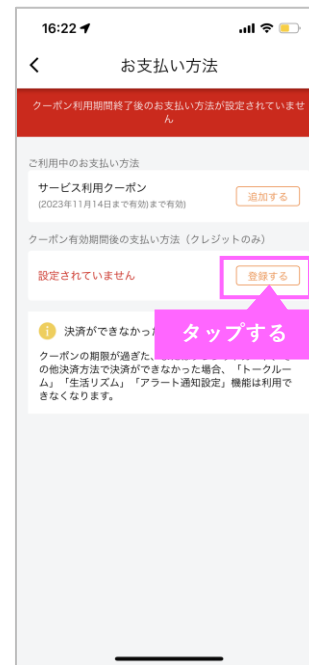 16:22
お支払い方法
クーポン利用期間終了後のお支払い方法が設定されていませ
ん
ご利用中のお支払い方法
サービス利用クーポン
(2023年11月14日まで有効)まで有効)
追加する
クーポン有効期間後の支払い方法（クレジットのみ）
設定されていません
登録する
タップする
決済ができなかっ
クーポンの期限が過ぎた、
の他決済方法で決済ができなかった場合、「トークルー
ム」「生活リズム」「アラート通知設定」機能は利用で
きなくなります。